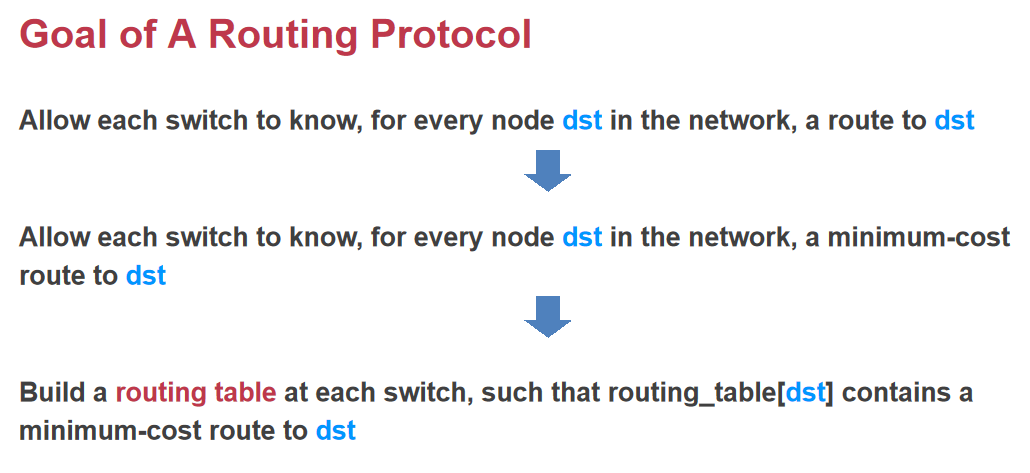 Goal of A Routing Protocol
Allow each switch to know, for every node dst in the network, a route to dst
Allow each switch to know, for every node dst in the network, a minimum-cost
route to dst
Build a routing table at each switch, such that routing_table[dst] contains a
minimum-cost route to dst